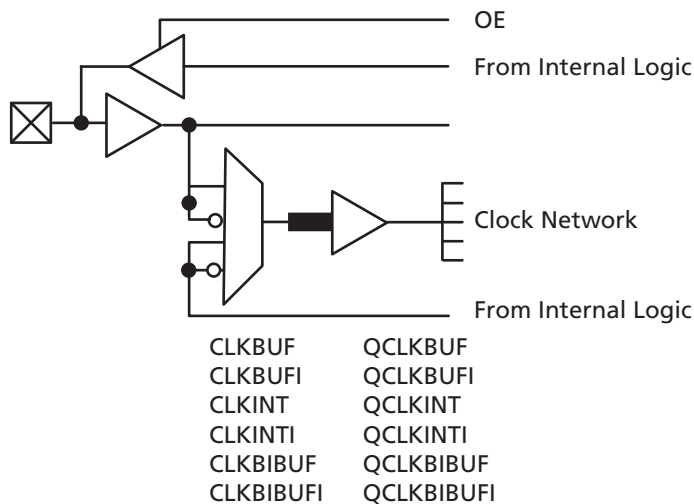 OE
From Internal Logic
Clock Network
From Internal Logic
CLKBUF QCLKBUF
CLKBUFI QCLKBUFI
CLKINT QCLKINT
CLKINTI QCLKINTI
CLKBIBUF QCLKBIBUF
CLKBIBUFI QCLKBIBUFI